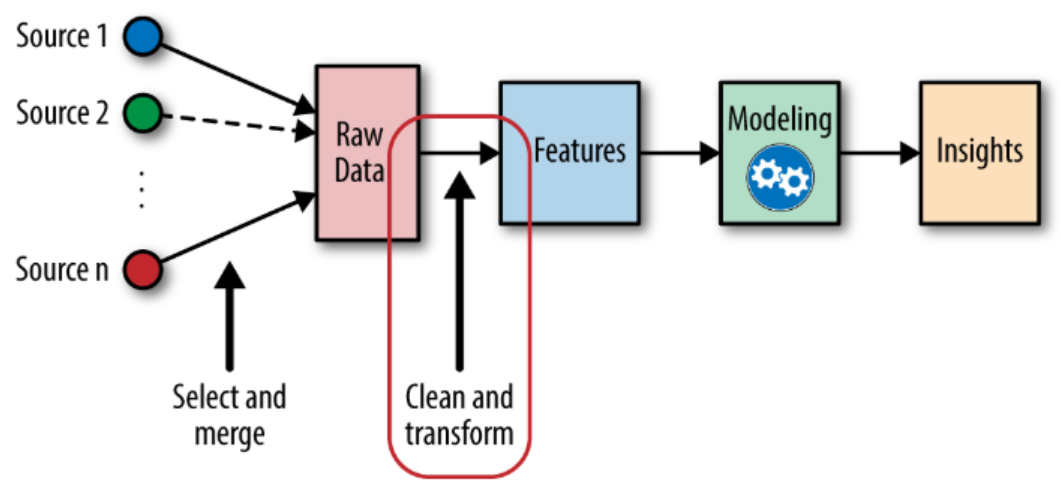 Source 1
Source 2
Source n
Select and
merge
Raw
Data
Clean and
transform
Features
Modeling
Insights